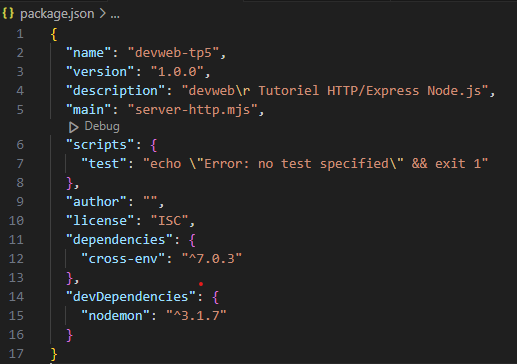 {} package.json > ...
1 {
2 "name": "devweb-tp5",
3 "version": "1.0.0",
4 "description": "devweb\r Tutoriel HTTP/Express Node.js",
5 "main": "server-http.mjs",
Debug
6 "scripts": {
7 "test": "echo \"Error: no test specified\" && exit 1"
8 },
9 "author": "",
10 "license": "ISC",
11 "dependencies": {
12 "cross-env": "^7.0.3"
13 },
14 "devDependencies": {
15 "nodemon": "^3.1.7"
16 }
17 }